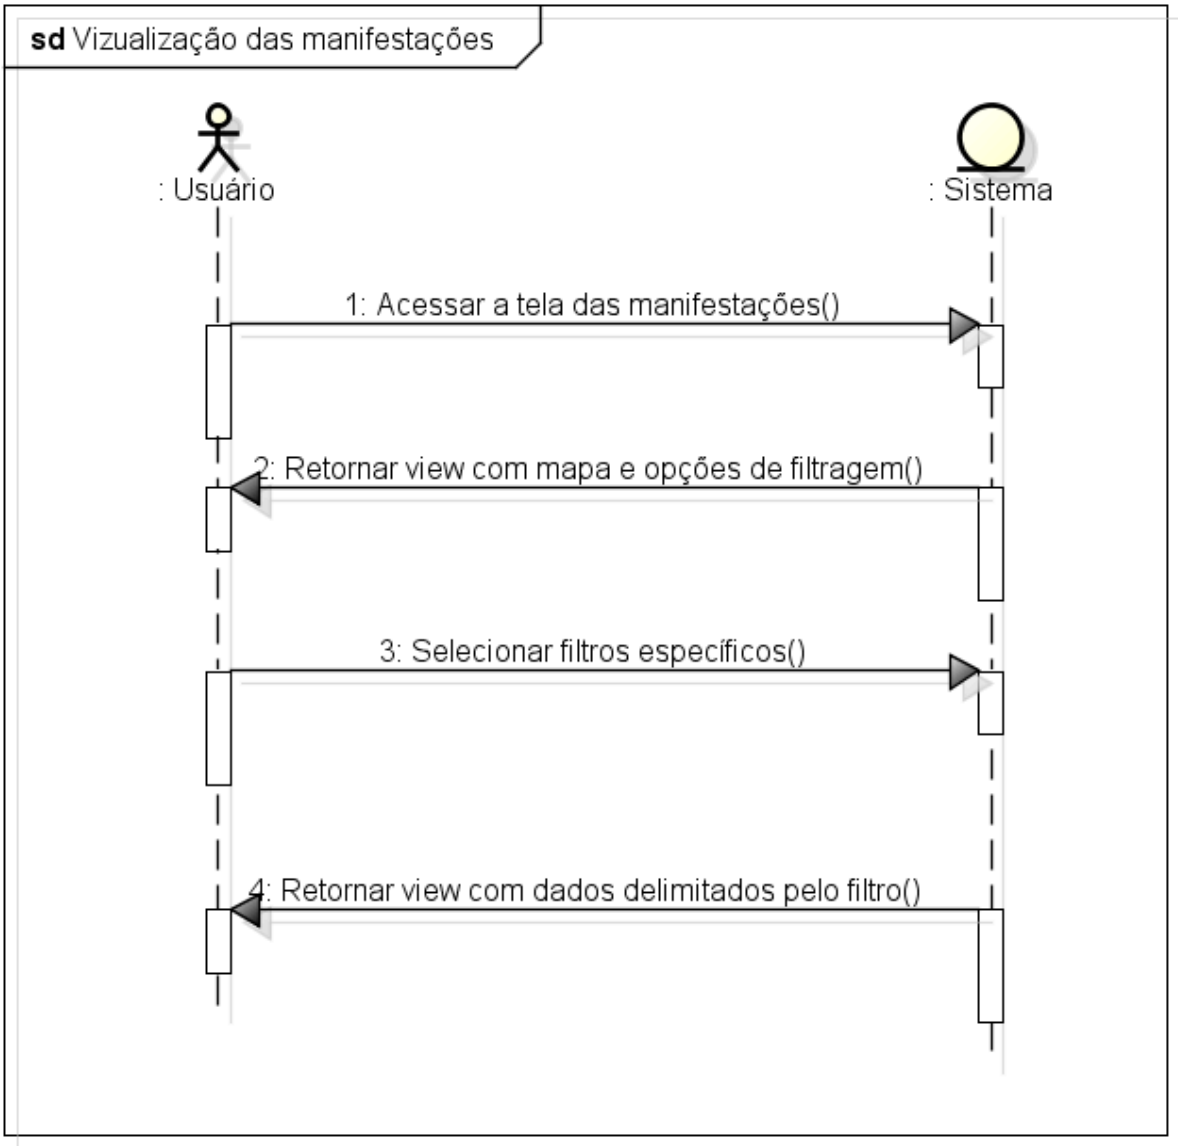 sd Vizualização das manifestações
: Usuário
: Sistema
1: Acessar a tela das manifestações()
2: Retornar view com mapa e opções de filtragem()
3: Selecionar filtros específicos()
4: Retornar view com dados delimitados pelo filtro()